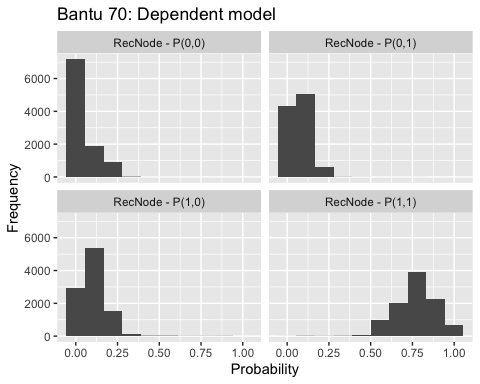 Bantu 70: Dependent model
RecNode - P(0,0)
RecNode - P(0,1)
6000
4000
2000
0
RecNode - P(1,0)
RecNode - P(1,1)
6000
4000
2000
0
0.00 0.25 0.50 0.75 1.00
0.00 0.25 0.50 0.75 1.00
Frequency
Probability